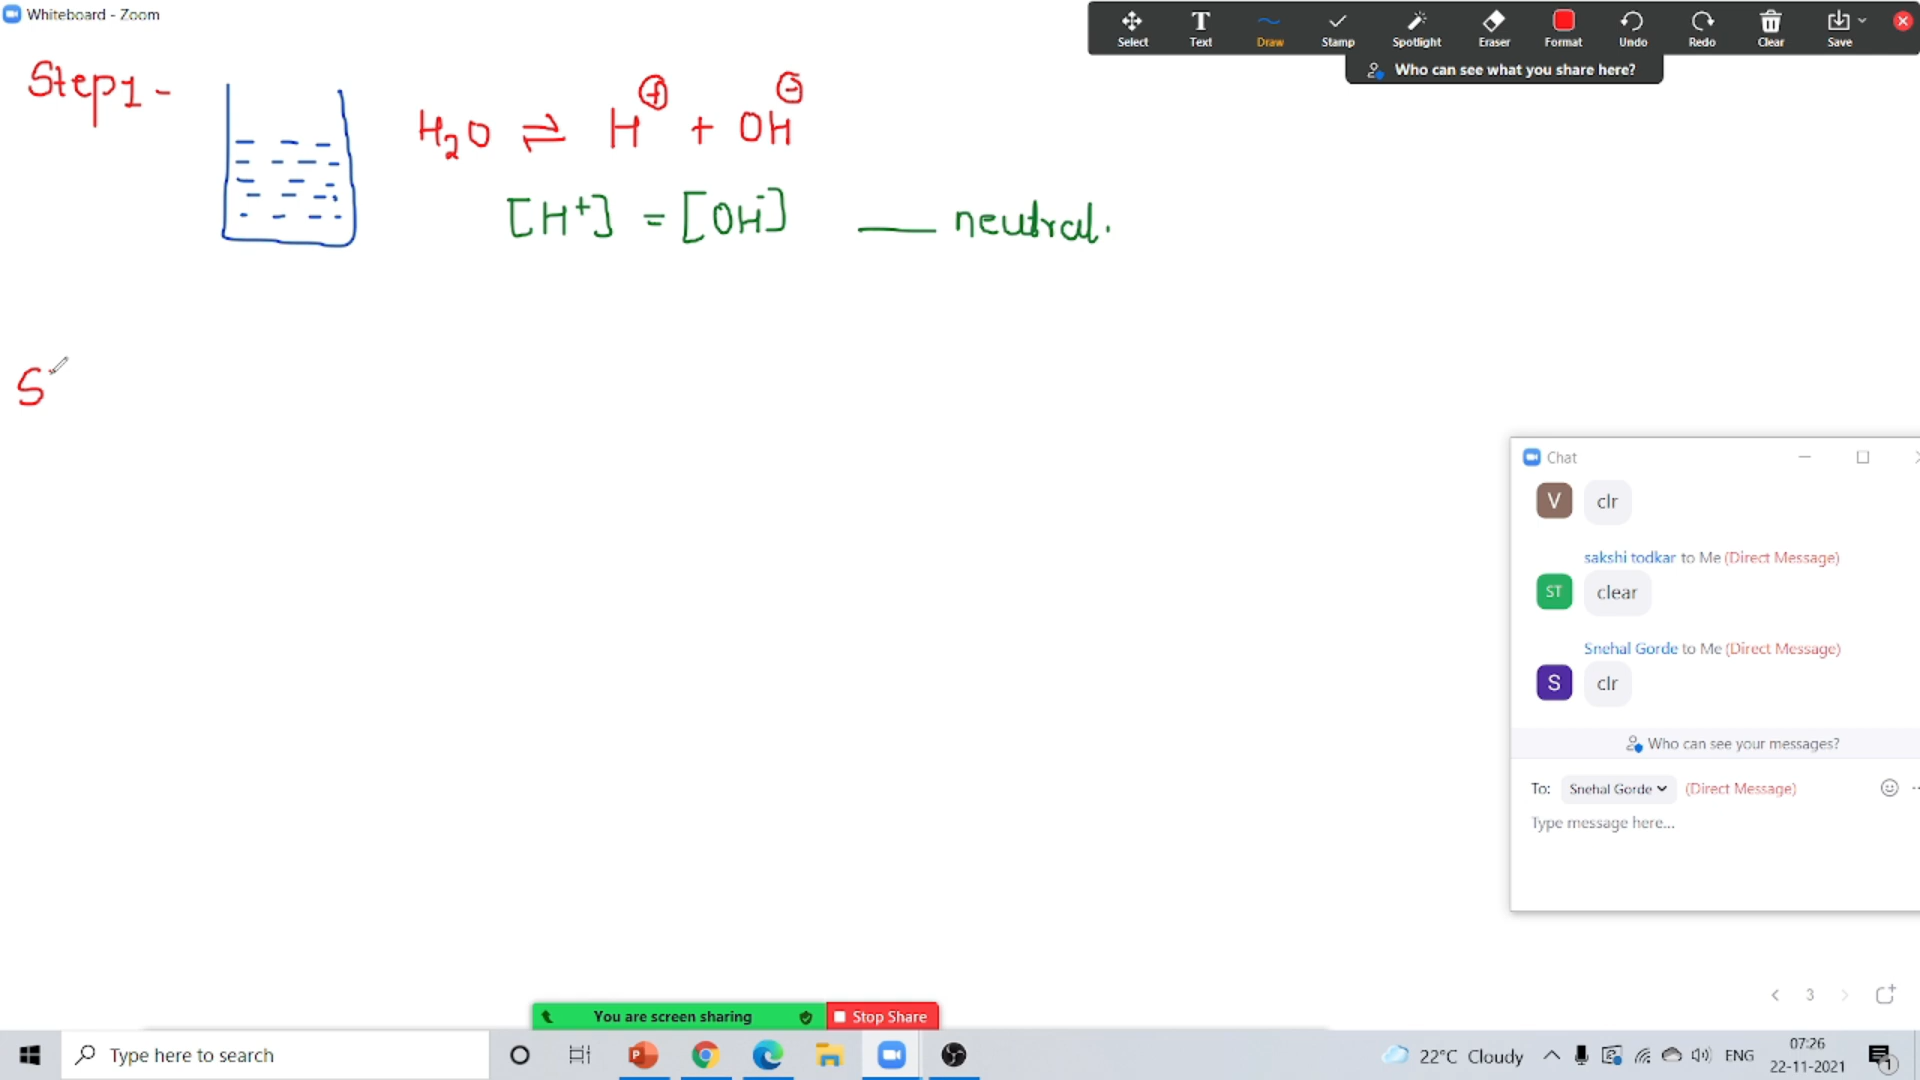 Whiteboard - Zoom
Select Text Draw Stamp Spotlight Eraser Format Undo Redo Clear Save
Who can see what you share here?
Step1 -
H₂O ⇌ H⊕ + OH⊖
[H⁺] = [OH⁻] __ neutral.
S
Chat
V clr
sakshi todkar to Me (Direct Message)
ST clear
Snehal Gorde to Me (Direct Message)
S clr
Who can see your messages?
To: Snehal Gorde (Direct Message)
Type message here...
3
You are screen sharing Stop Share
Type here to search
22°C Cloudy
ENG
07:26
22-11-2021
1